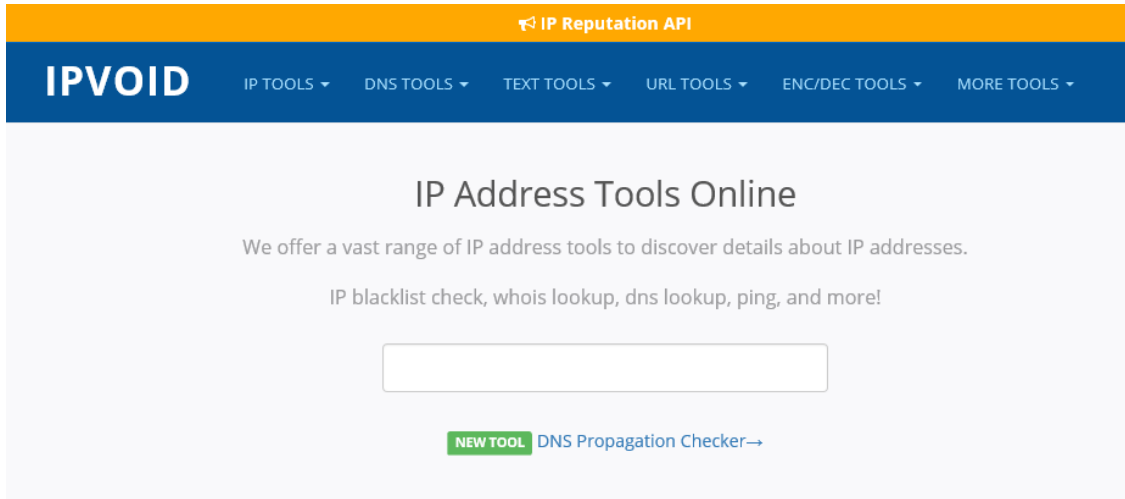 IP Reputation API
IPVOID
IP TOOLS DNS TOOLS TEXT TOOLS URL TOOLS ENC/DEC TOOLS MORE TOOLS
IP Address Tools Online
We offer a vast range of IP address tools to discover details about IP addresses.
IP blacklist check, whois lookup, dns lookup, ping, and more!
NEW TOOL DNS Propagation Checker→